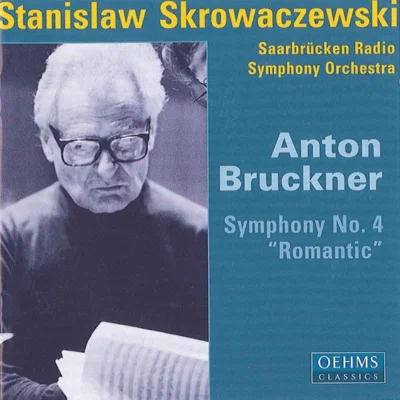 Stanislaw Skrowaczewski
Saarbrücken Radio
Symphony Orchestra
Anton
Bruckner
Symphony No. 4
“Romantic”
OEHMS
CLASSICS